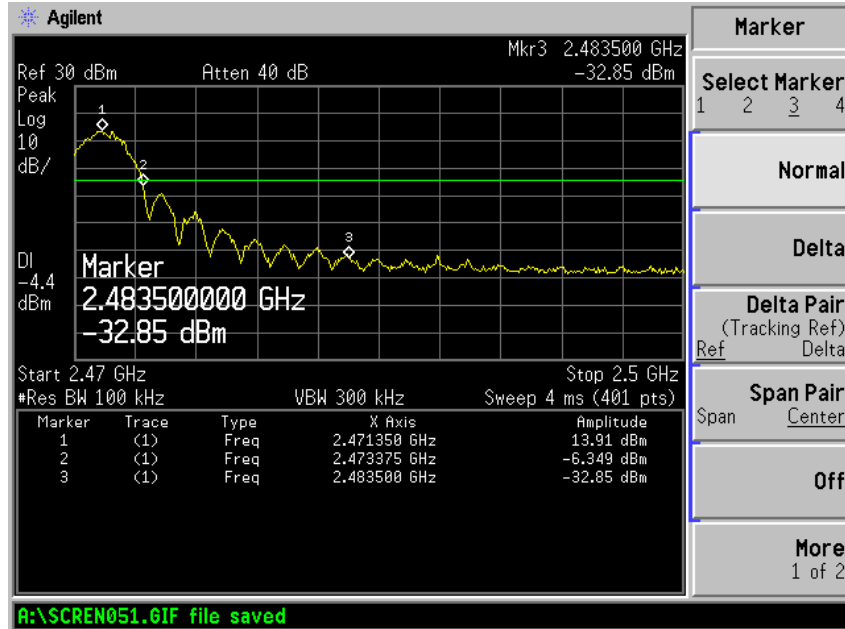 Agilent
Mkr3 2.483500 GHz
Ref 30 dBm Atten 40 dB -32.85 dBm
Peak
Log
10
dB/
1
2
3
DI
-4.4
dBm
Marker
2.483500000 GHz
-32.85 dBm
Start 2.47 GHz Stop 2.5 GHz
#Res BW 100 kHz VBW 300 kHz Sweep 4 ms (401 pts)
Marker Trace Type X Axis Amplitude
1 (1) Freq 2.471350 GHz 13.91 dBm
2 (1) Freq 2.473375 GHz -6.349 dBm
3 (1) Freq 2.483500 GHz -32.85 dBm
A:\SCREN051.GIF file saved
Marker
Select Marker
1 2 3 4
Normal
Delta
Delta Pair
(Tracking Ref)
Ref Delta
Span Pair
Span Center
Off
More
1 of 2